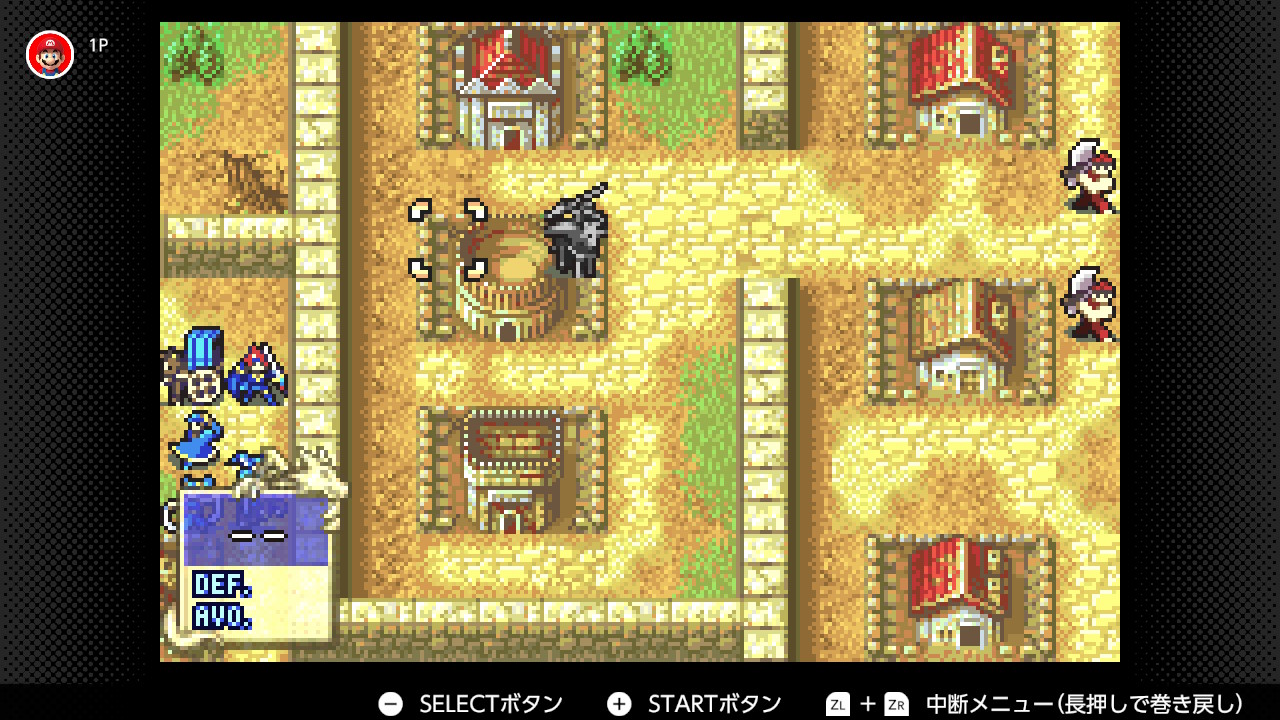 1P
--
DEF.
AVO.
SELECTボタン
STARTボタン
ZL + ZR 中断メニュー(長押しで巻き戻し)